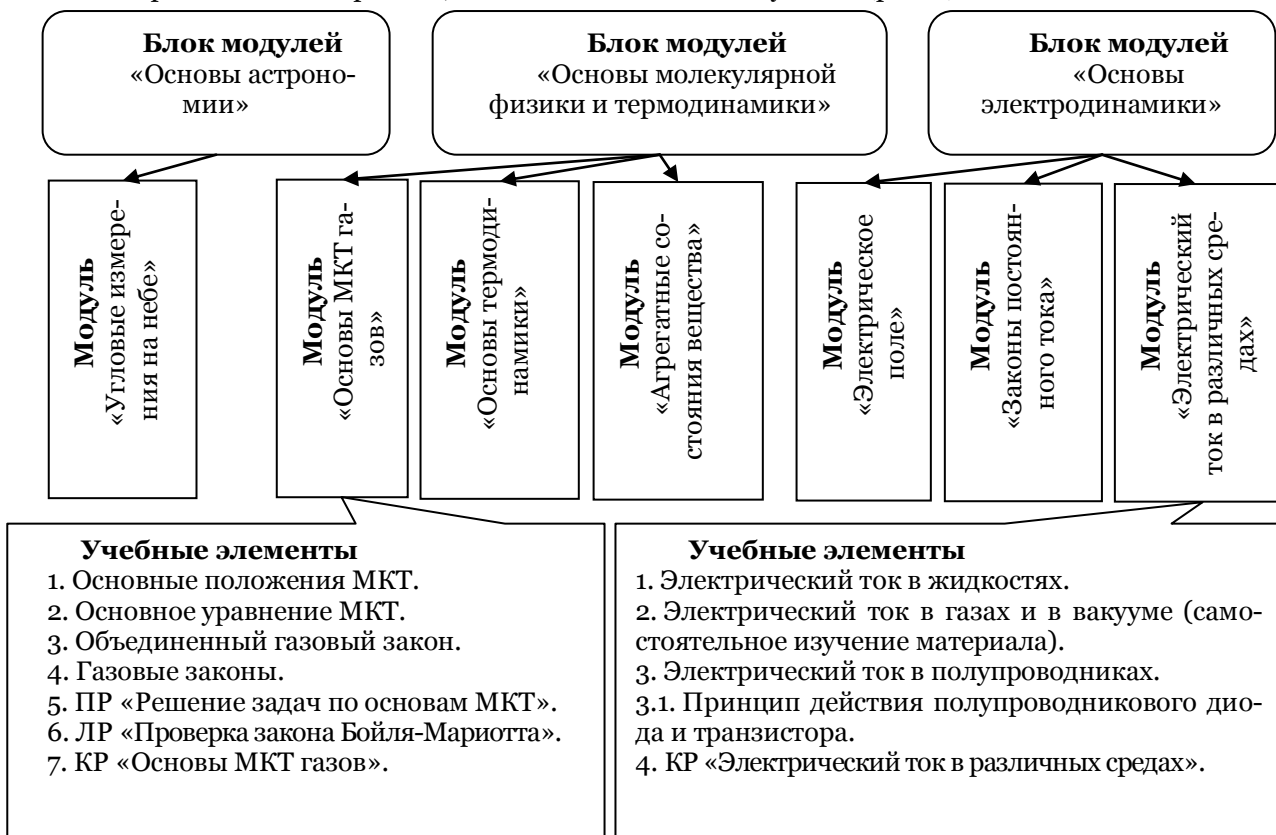 Блок модулей
«Основы астроно-
мии»
Блок модулей
«Основы молекулярной
физики и термодинамики»
Блок модулей
«Основы
электродинамики»
Модуль
«Угловые измере-
ния на небе»
Модуль
«Основы МКТ га-
зов»
Модуль
«Основы термоди-
намики»
Модуль
«Агрегатные со-
стояния вещества»
Модуль
«Электрическое
поле»
Модуль
«Законы постоян-
ного тока»
Модуль
«Электрический
ток в различных сре-
дах»
Учебные элементы
1. Основные положения МКТ.
2. Основное уравнение МКТ.
3. Объединенный газовый закон.
4. Газовые законы.
5. ПР «Решение задач по основам МКТ».
6. ЛР «Проверка закона Бойля-Мариотта».
7. КР «Основы МКТ газов».
Учебные элементы
1. Электрический ток в жидкостях.
2. Электрический ток в газах и в вакууме (само-
стоятельное изучение материала).
3. Электрический ток в полупроводниках.
3.1. Принцип действия полупроводникового дио-
да и транзистора.
4. КР «Электрический ток в различных средах».